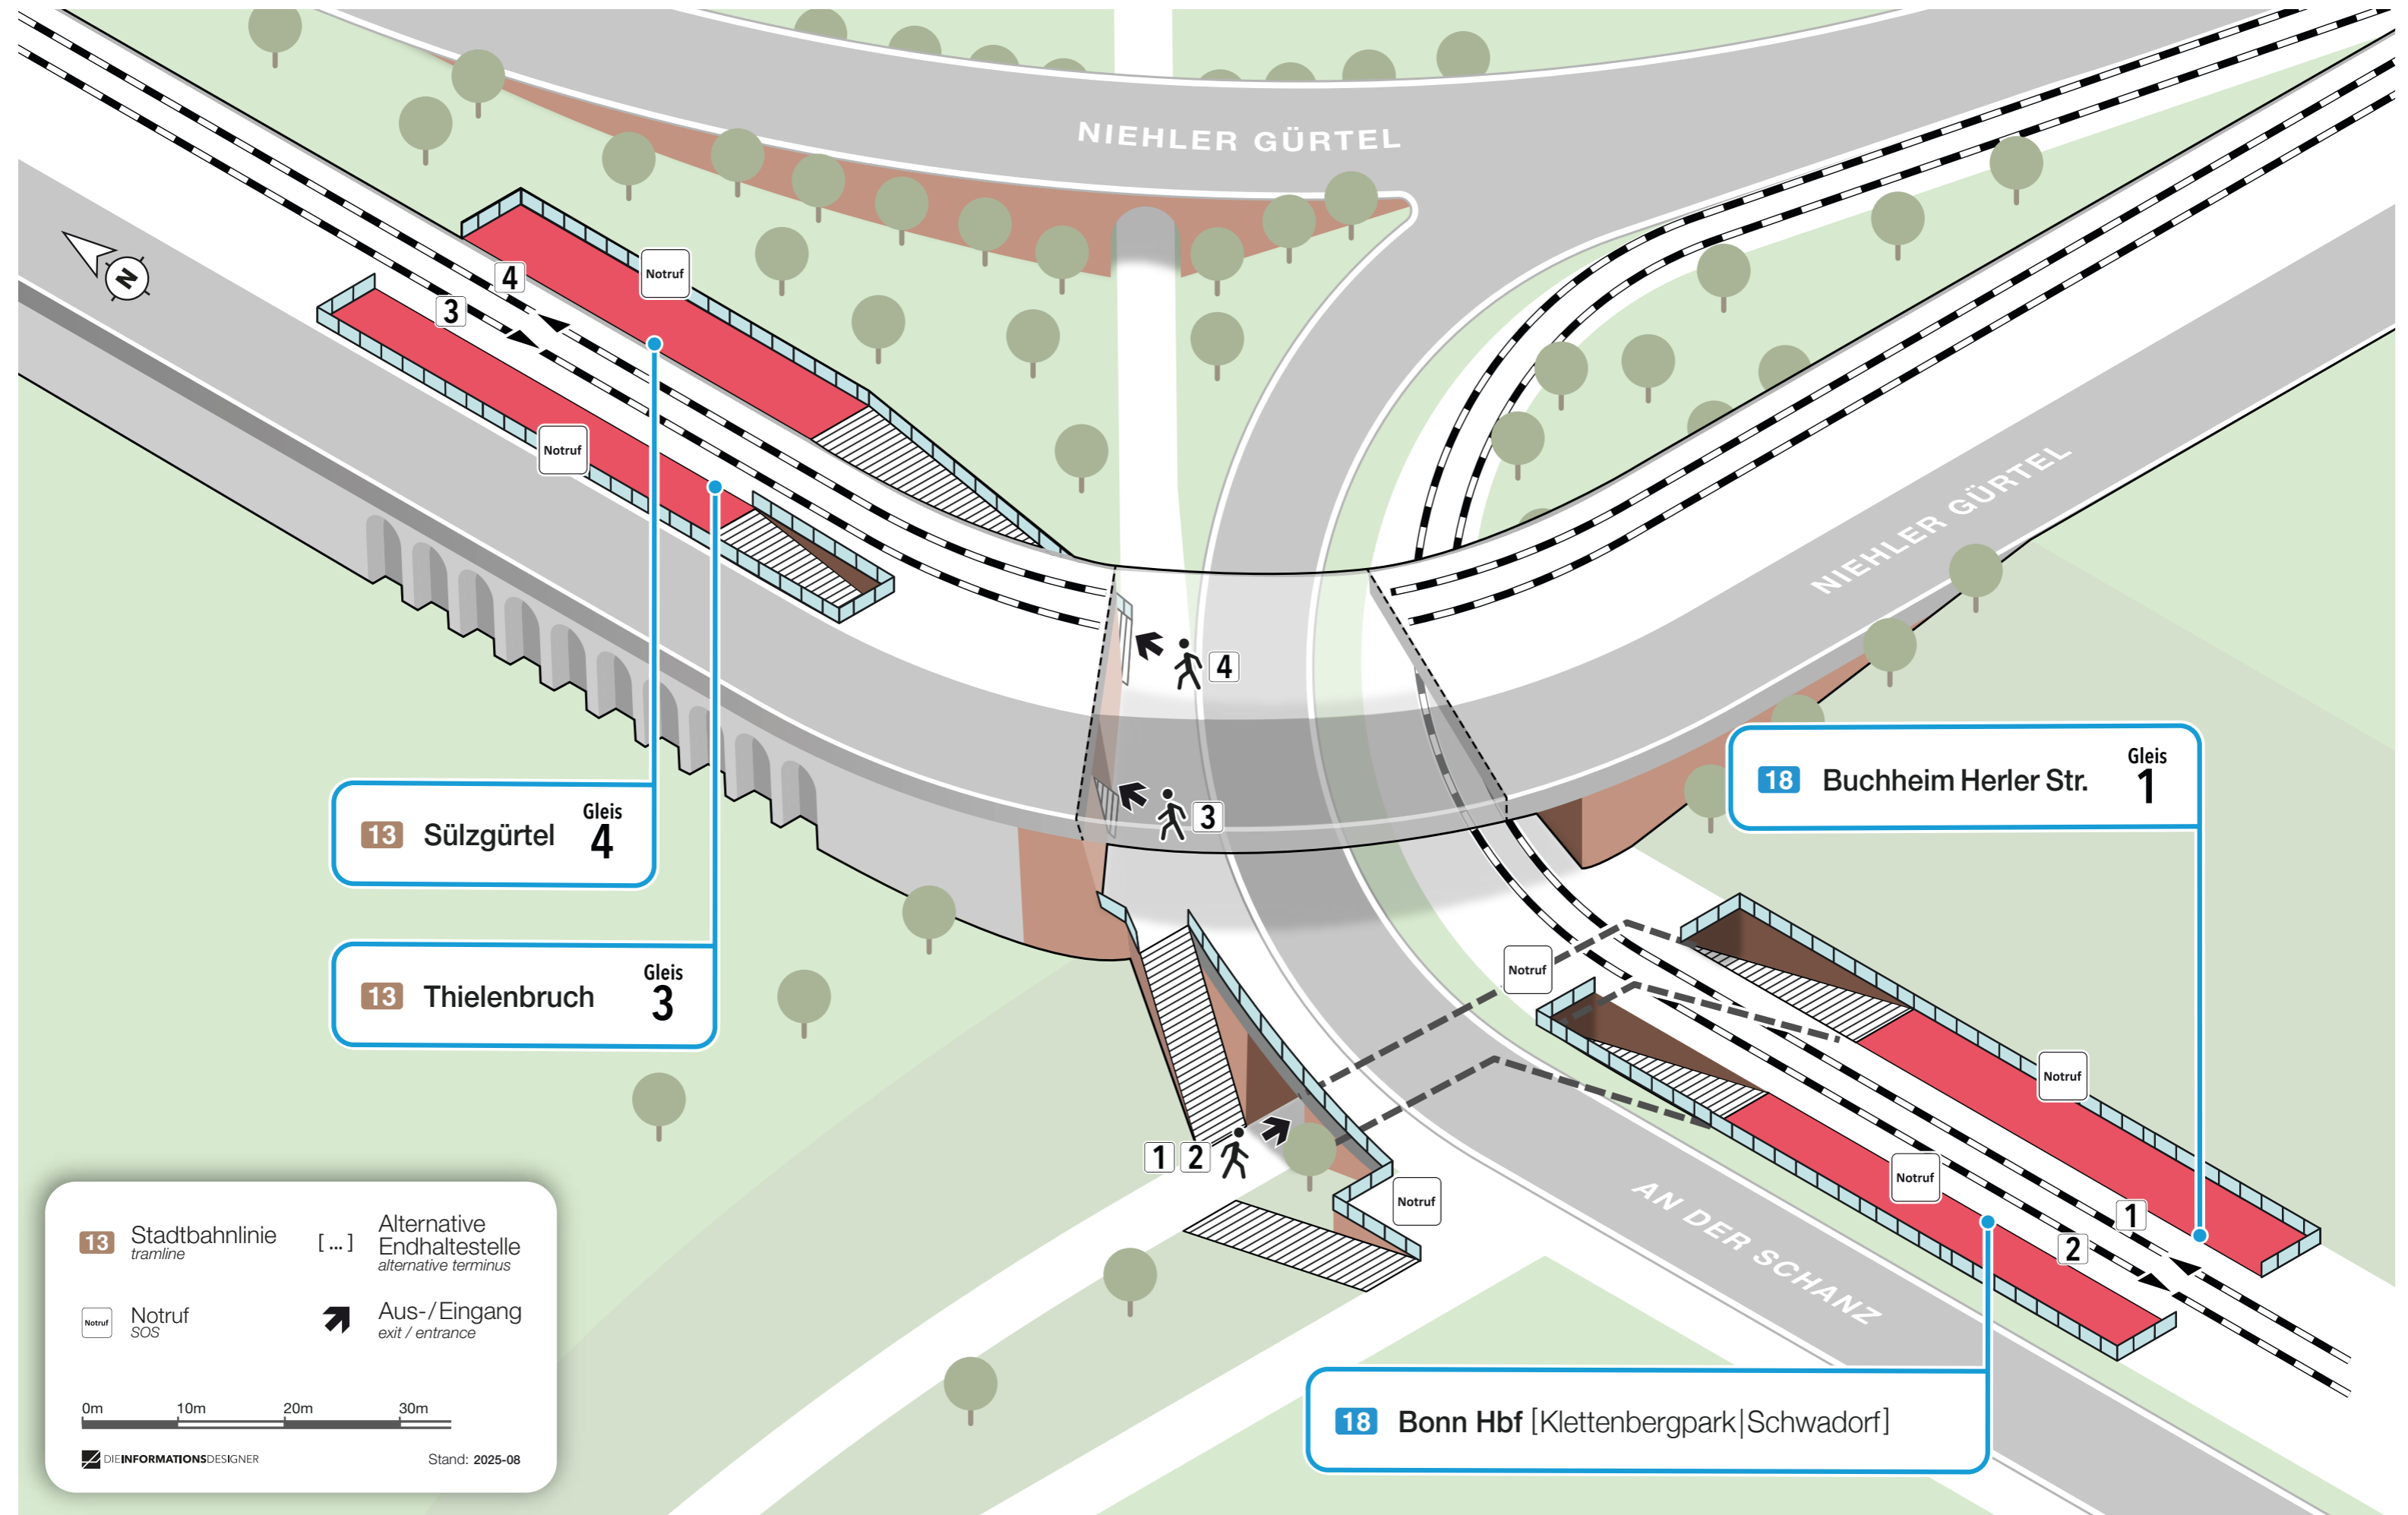 NIEHLER GÜRTEL
N
Notruf
4
3
Notruf
NIEHLER GÜRTEL
4
3
13 Sülzgürtel Gleis 4
18 Buchheim Herler Str. Gleis 1
13 Thielenbruch Gleis 3
Notruf
Notruf
1 2
Notruf
Notruf
1
2
AN DER SCHANZ
18 Bonn Hbf [Klettenbergpark|Schwadorf]
13 Stadtbahnlinie
tramline
[ ... ] Alternative
Endhaltestelle
alternative terminus
Notruf Notruf
SOS
Aus-/Eingang
exit / entrance
0m 10m 20m 30m
DIEINFORMATIONSDESIGNER
Stand: 2025-08